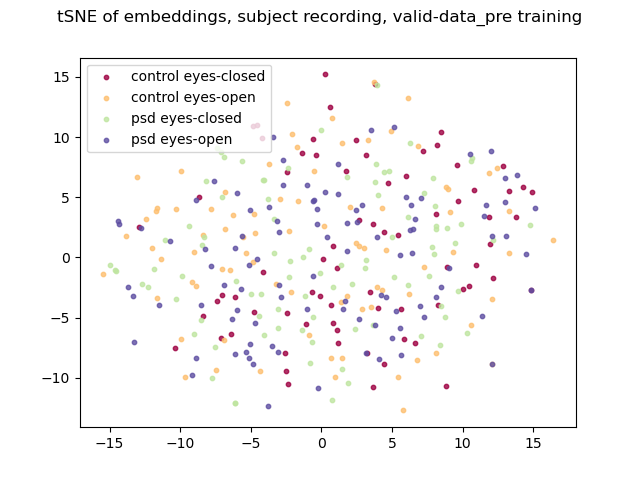 tSNE of embeddings, subject recording, valid-data_pre training
control eyes-closed
control eyes-open
psd eyes-closed
psd eyes-open
15
10
5
0
−5
−10
−15 −10 −5 0 5 10 15